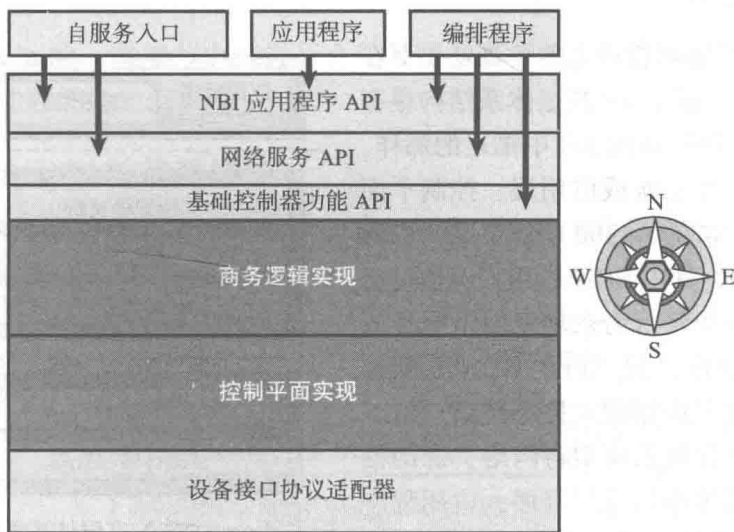 自服务入口
应用程序
编排程序
NBI 应用程序 API
网络服务 API
基础控制器功能 API
商务逻辑实现
控制平面实现
设备接口协议适配器
N
W
E
S